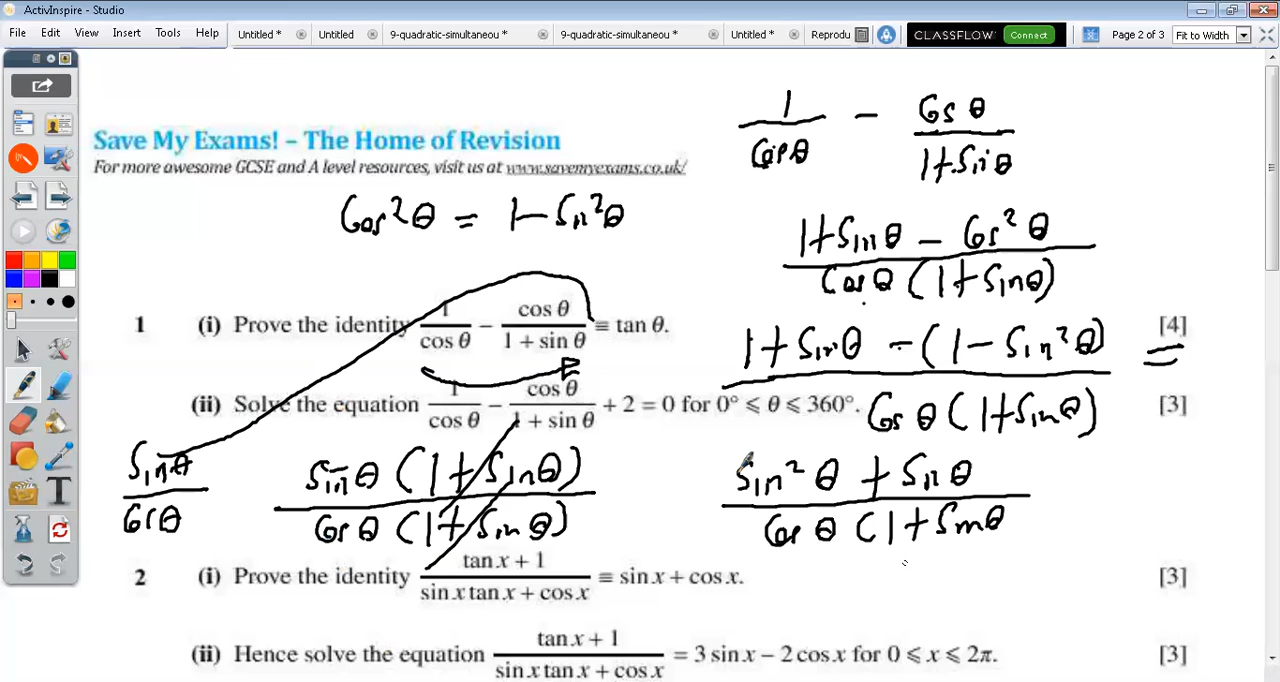 ActivInspire - Studio
File Edit View Insert Tools Help Untitled * Untitled 9-quadratic-simultaneou * 9-quadratic-simultaneou * Untitled * Reprodu CLASSFLOW Connect Page 2 of 3 Fit to Width
1/cosθ − cosθ/(1+sinθ)
Save My Exams! – The Home of Revision
For more awesome GCSE and A level resources, visit us at www.savemyexams.co.uk/
cos²θ = 1−sin²θ
(1+sinθ − cos²θ)/(cosθ(1+sinθ))
1 (i) Prove the identity 1/cos θ − cos θ/(1 + sin θ) ≡ tan θ. [4]
(1+sinθ −(1−sin²θ))/(cosθ(1+sinθ)) =
(ii) Solve the equation 1/cos θ − cos θ/(1 + sin θ) + 2 = 0 for 0° ⩽ θ ⩽ 360°. [3]
sinθ/cosθ (sinθ(1+sinθ))/(cosθ(1+sinθ)) (sin²θ + sinθ)/(cosθ(1+sinθ
2 (i) Prove the identity (tan x + 1)/(sin x tan x + cos x) ≡ sin x + cos x. [3]
(ii) Hence solve the equation (tan x + 1)/(sin x tan x + cos x) = 3 sin x − 2 cos x for 0 ⩽ x ⩽ 2π. [3]